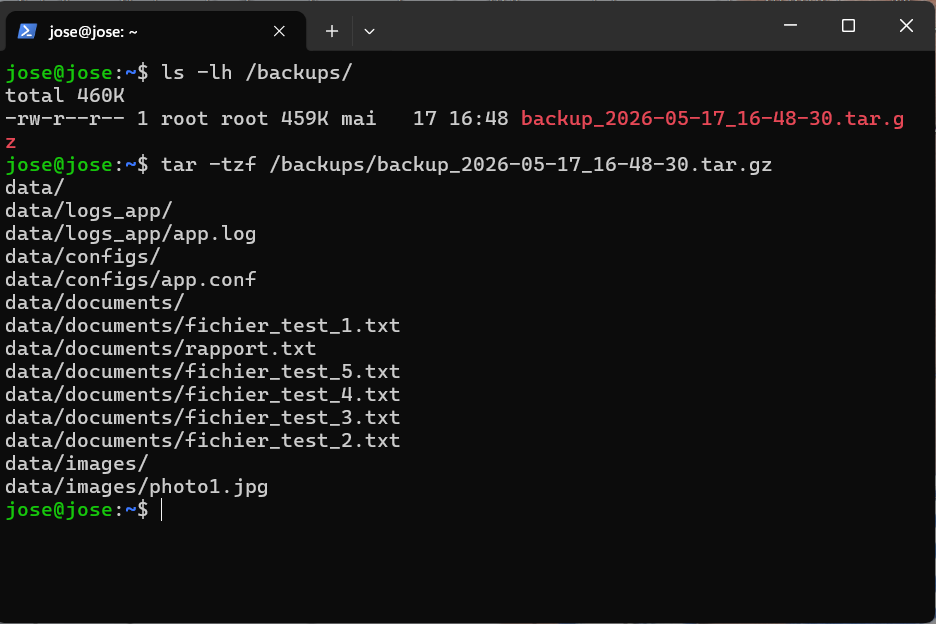 jose@jose: ~
jose@jose:~$ ls -lh /backups/
total 460K
-rw-r--r-- 1 root root 459K mai   17 16:48 backup_2026-05-17_16-48-30.tar.g
z
jose@jose:~$ tar -tzf /backups/backup_2026-05-17_16-48-30.tar.gz
data/
data/logs_app/
data/logs_app/app.log
data/configs/
data/configs/app.conf
data/documents/
data/documents/fichier_test_1.txt
data/documents/rapport.txt
data/documents/fichier_test_5.txt
data/documents/fichier_test_4.txt
data/documents/fichier_test_3.txt
data/documents/fichier_test_2.txt
data/images/
data/images/photo1.jpg
jose@jose:~$